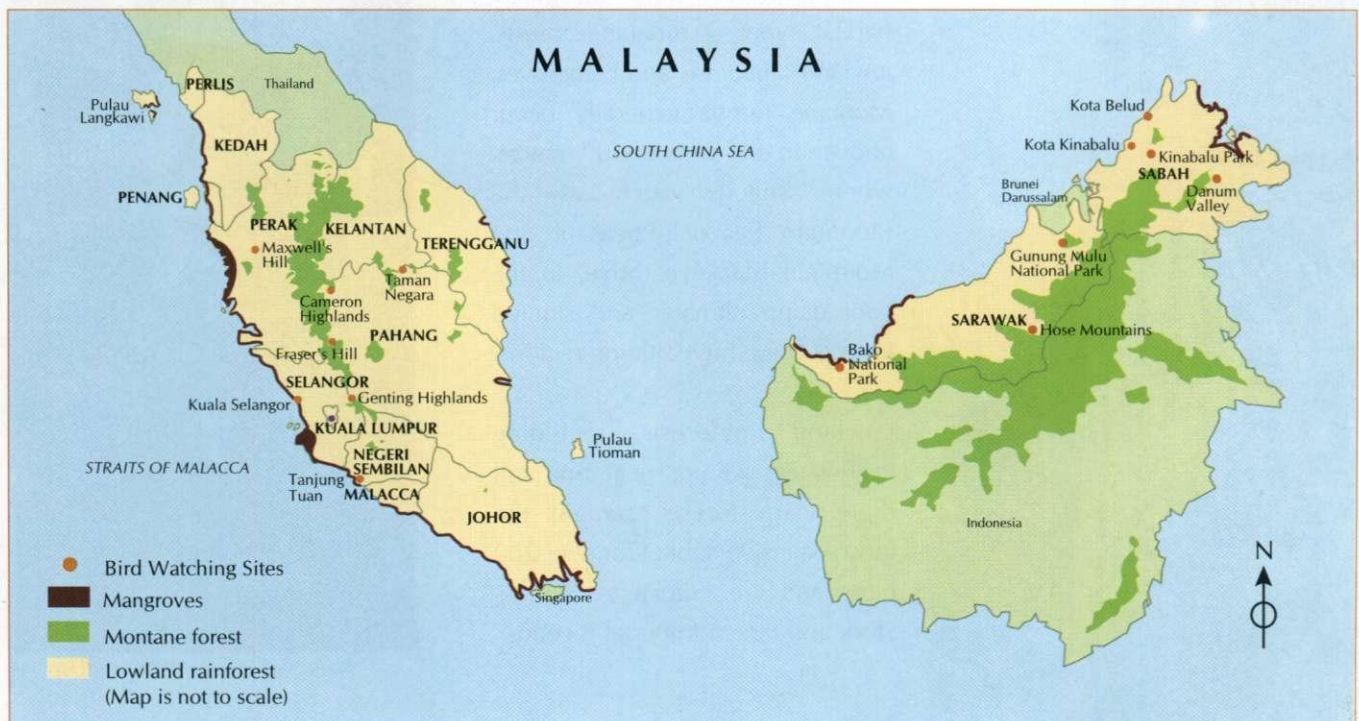 MALAYSIA
PERLIS
Thailand
Pulau
Langkawi
KEDAH
SOUTH CHINA SEA
PENANG
PERAK
KELANTAN
TERENGGANU
Maxwell's
Hill
Taman
Negara
Cameron
Highlands
PAHANG
Fraser's Hill
SELANGOR
Genting Highlands
Kuala Selangor
KUALA LUMPUR
NEGERI
SEMBILAN
STRAITS OF MALACCA
Tanjung
Tuan
MALACCA
JOHOR
Pulau
Tioman
Singapore
Kota Belud
Kota Kinabalu
Kinabalu Park
SABAH
Danum
Valley
Brunei
Darussalam
Gunung Mulu
National Park
SARAWAK
Hose Mountains
Bako
National
Park
Indonesia
N
Bird Watching Sites
Mangroves
Montane forest
Lowland rainforest
(Map is not to scale)